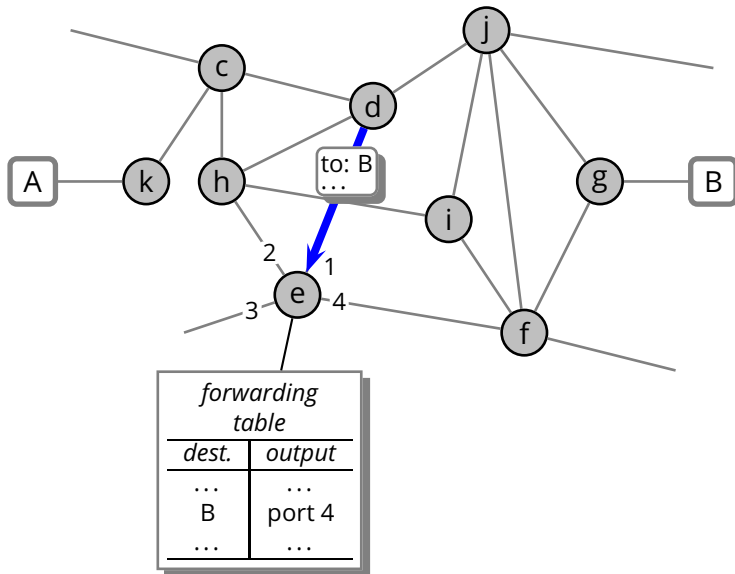 j
c
d
to: B
...
A
k
h
g
B
i
2
1
e
4
3
f
forwarding
table
dest. output
... ...
B port 4
... ...